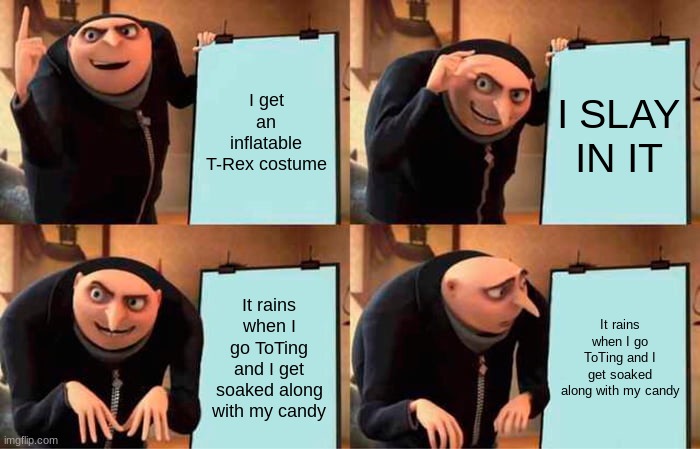 I get
an
inflatable
T-Rex costume
I SLAY
IN IT
It rains
when I
go ToTing
and I get
soaked along
with my candy
It rains
when I go
ToTing and I
get soaked
along with my candy
imgflip.com